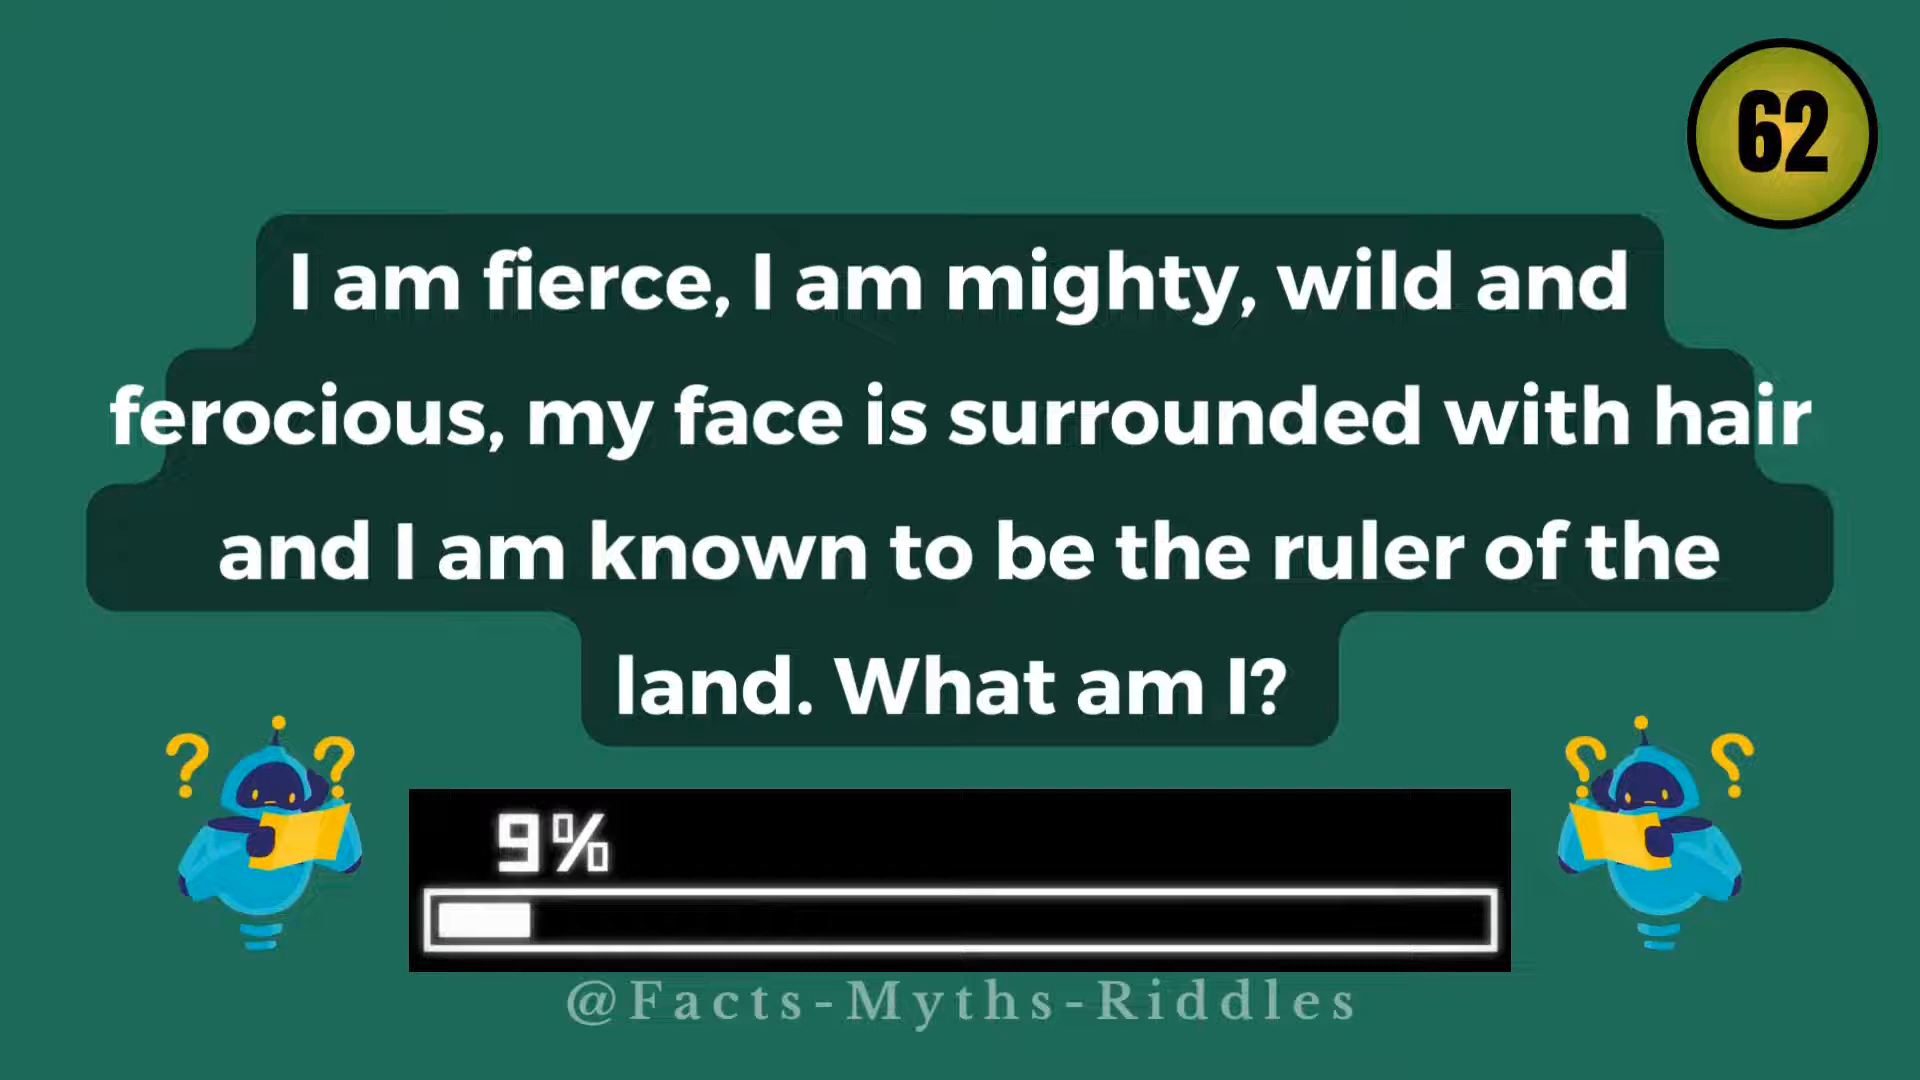 62
I am fierce, I am mighty, wild and
ferocious, my face is surrounded with hair
and I am known to be the ruler of the
land. What am I?
? ?
? ?
9%
@Facts-Myths-Riddles